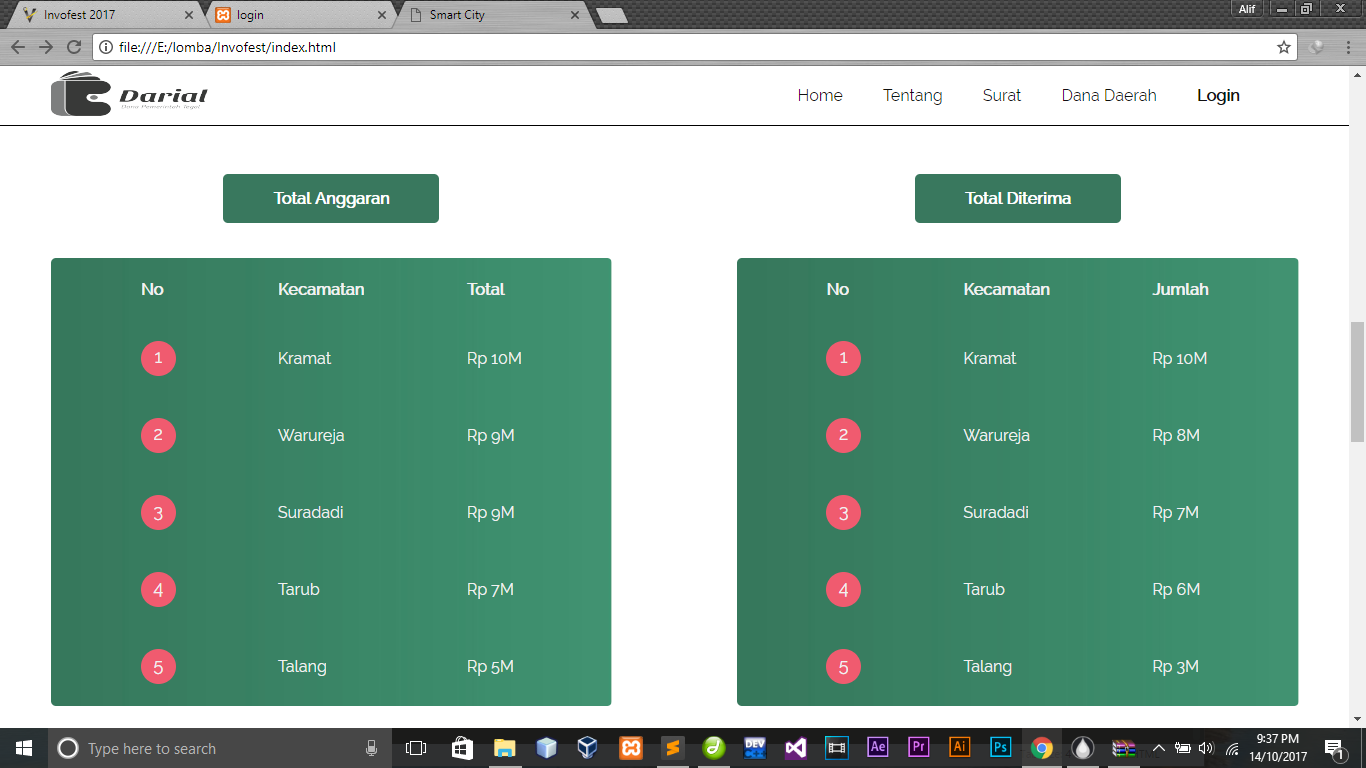 Invofest 2017
login
Smart City
Alif
file:///E:/lomba/Invofest/index.html
Darial
Home Tentang Surat Dana Daerah Login
Total Anggaran
No Kecamatan Total
1 Kramat Rp 10M
2 Warureja Rp 9M
3 Suradadi Rp 9M
4 Tarub Rp 7M
5 Talang Rp 5M
Total Diterima
No Kecamatan Jumlah
1 Kramat Rp 10M
2 Warureja Rp 8M
3 Suradadi Rp 7M
4 Tarub Rp 6M
5 Talang Rp 3M
Type here to search
DEV
Ae
Pr
Ai
Ps
9:37 PM
14/10/2017
1